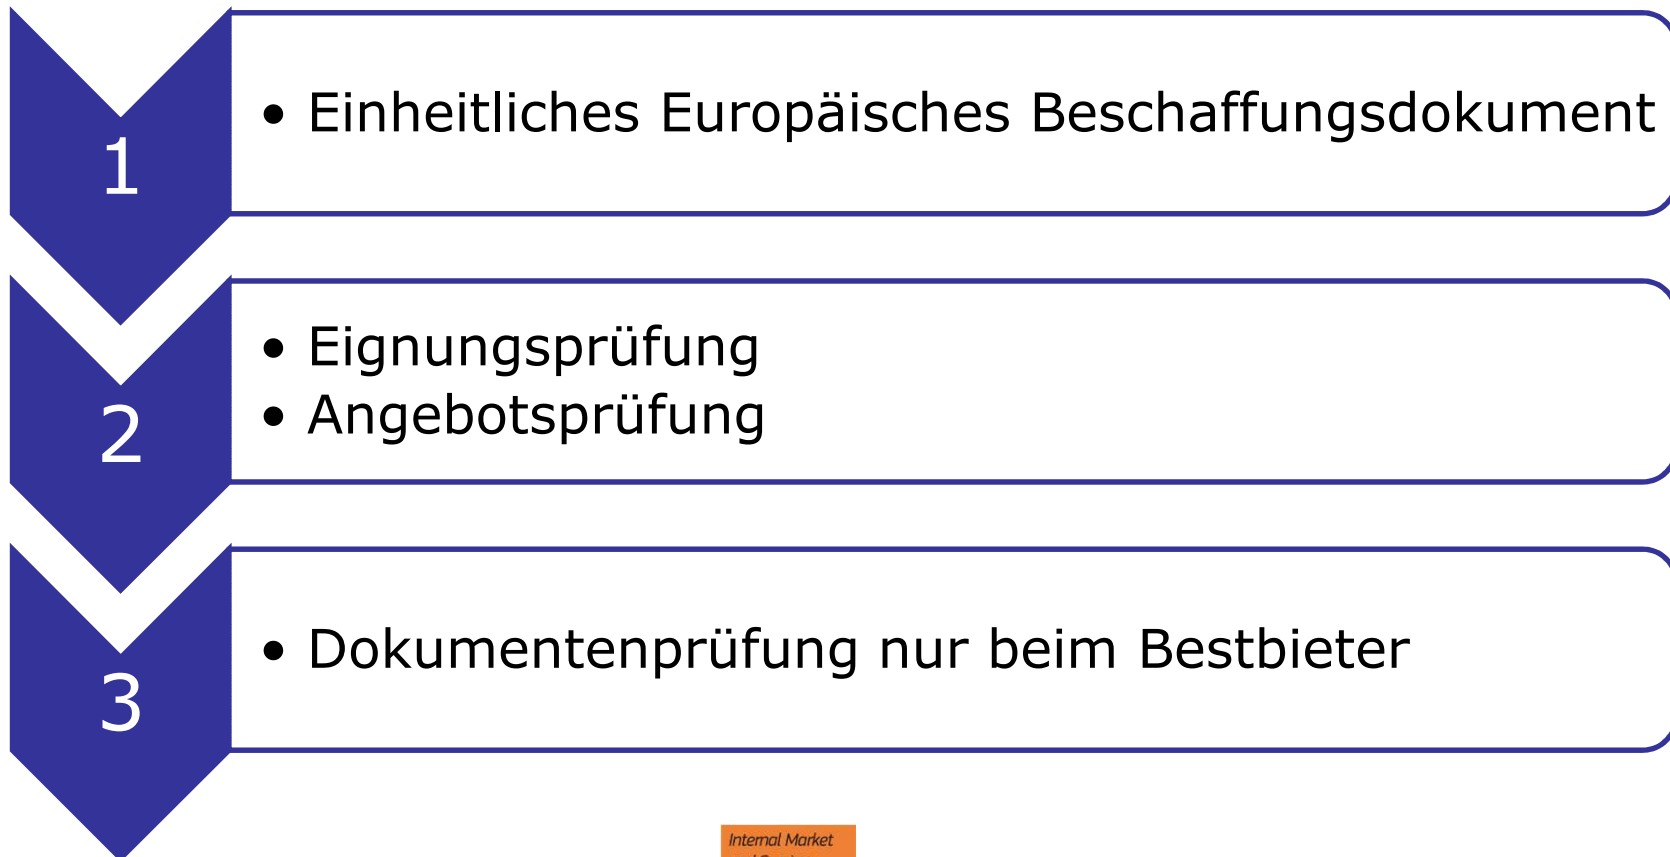 1
• Einheitliches Europäisches Beschaffungsdokument
2
• Eignungsprüfung
• Angebotsprüfung
3
• Dokumentenprüfung nur beim Bestbieter
Internal Market